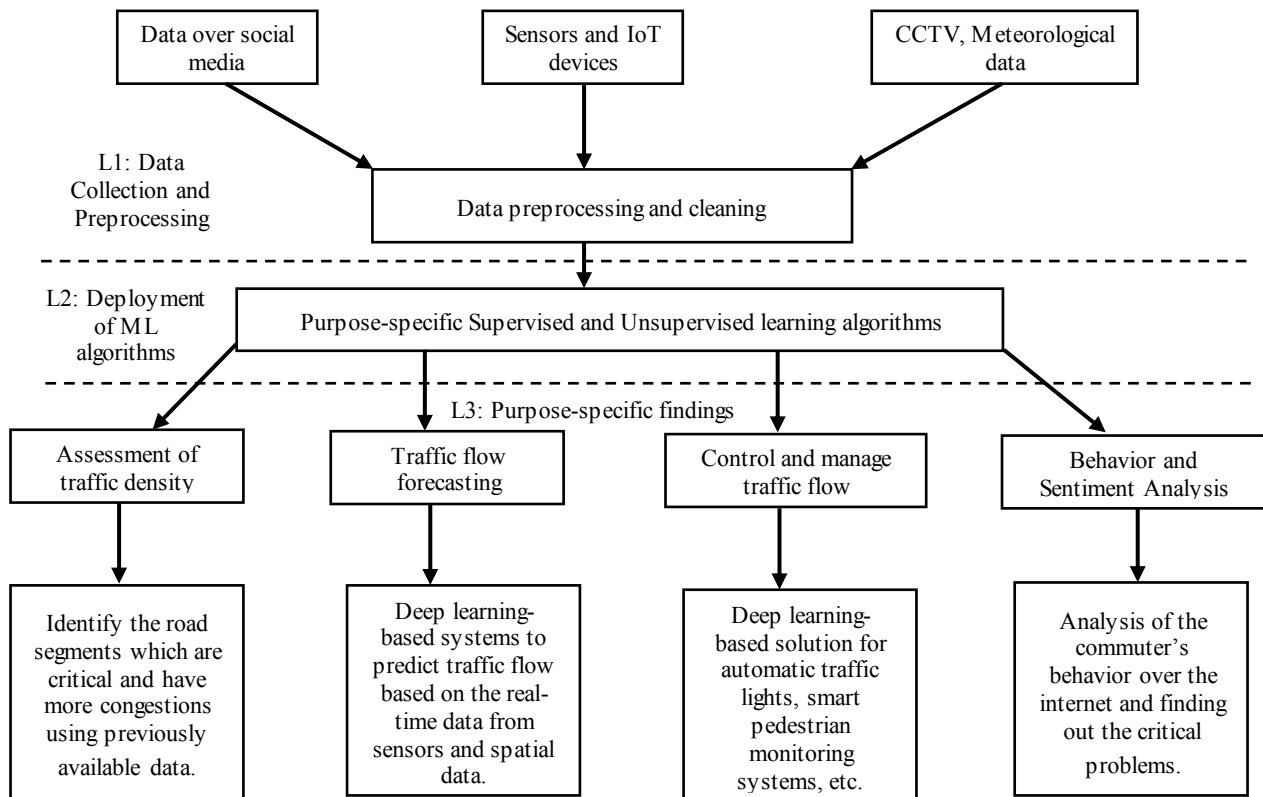 Data over social
media
Sensors and IoT
devices
CCTV, Meteorological
data
L1: Data
Collection and
Preprocessing
Data preprocessing and cleaning
L2: Deployment
of ML
algorithms
Purpose-specific Supervised and Unsupervised learning algorithms
L3: Purpose-specific findings
Assessment of
traffic density
Traffic flow
forecasting
Control and manage
traffic flow
Behavior and
Sentiment Analysis
Identify the road
segments which are
critical and have
more congestions
using previously
available data.
Deep learning-
based systems to
predict traffic flow
based on the real-
time data from
sensors and spatial
data.
Deep learning-
based solution for
automatic traffic
lights, smart
pedestrian
monitoring
systems, etc.
Analysis of the
commuter’s
behavior over the
internet and finding
out the critical
problems.